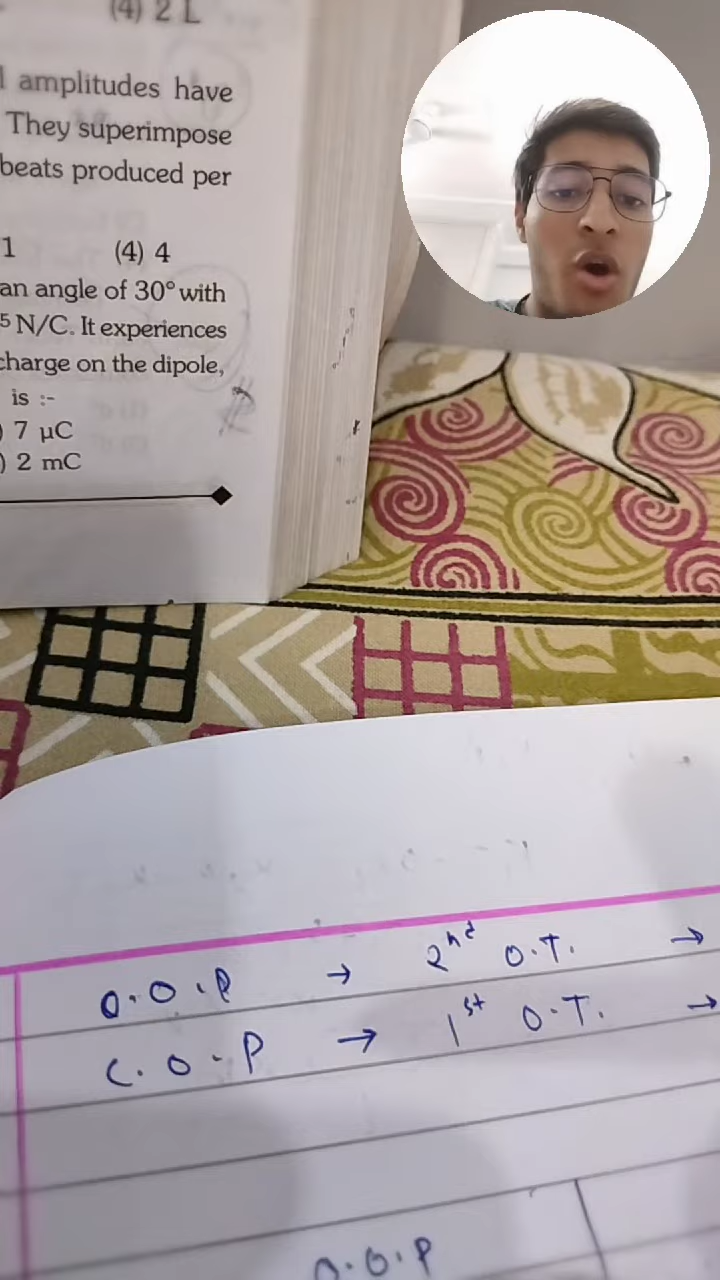 (4) 2 L
amplitudes have
They superimpose
beats produced per
1 (4) 4
an angle of 30° with
5 N/C. It experiences
charge on the dipole,
is :-
) 7 μC
) 2 mC
O.O.P → 2nd O.T. →
C.O.P → 1st O.T. →
O.O.P